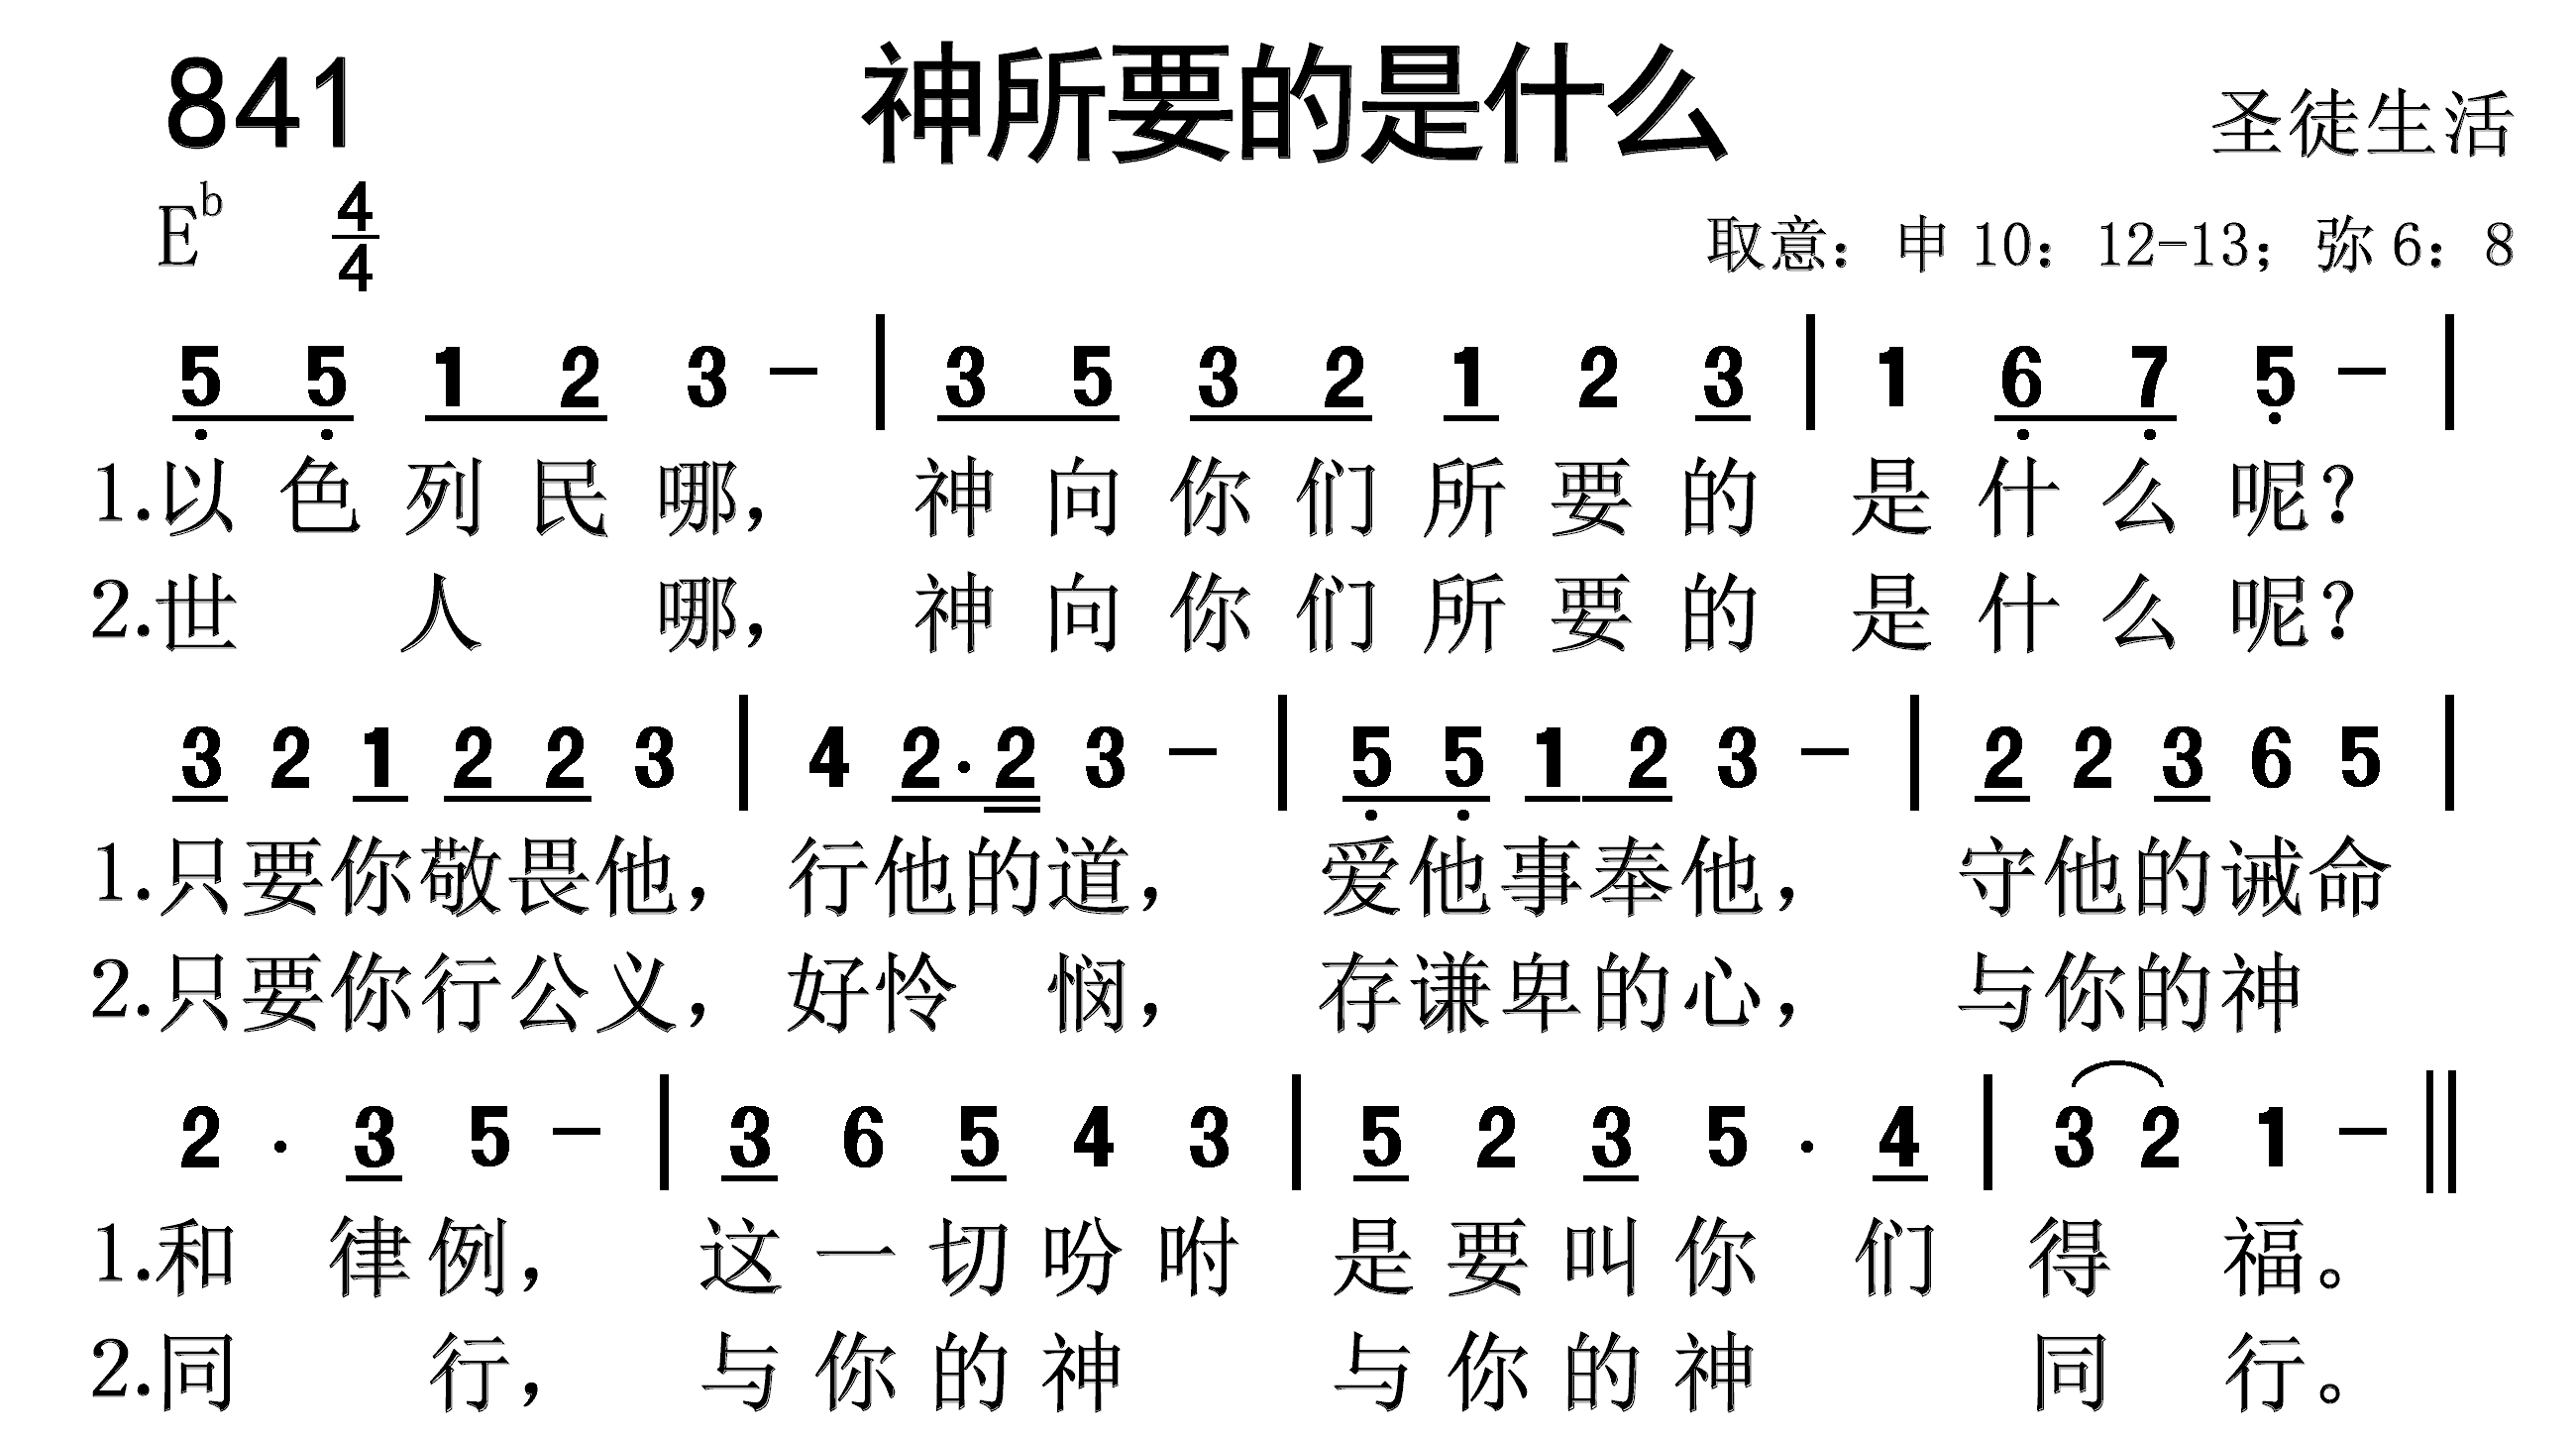 841 神所要的是什么 圣徒生活
E♭ 4/4 取意：申 10：12-13；弥 6：8
5 5 1 2 3 - | 3 5 3 2 1 2 3 | 1 6 7 5 - |
1.以色列民哪，神向你们所要的是什么呢？
2.世人哪，神向你们所要的是什么呢？
3 2 1 2 2 3 | 4 2 · 2 3 - | 5 5 1 2 3 - | 2 2 3 6 5 |
1.只要你敬畏他，行他的道，爱他事奉他，守他的诫命
2.只要你行公义，好怜悯，存谦卑的心，与你的神
2 · 3 5 - | 3 6 5 4 3 | 5 2 3 5 · 4 | 3 2 1 - ||
1.和律例，这一切吩咐是要叫你们得福。
2.同行，与你的神与你的神同行。